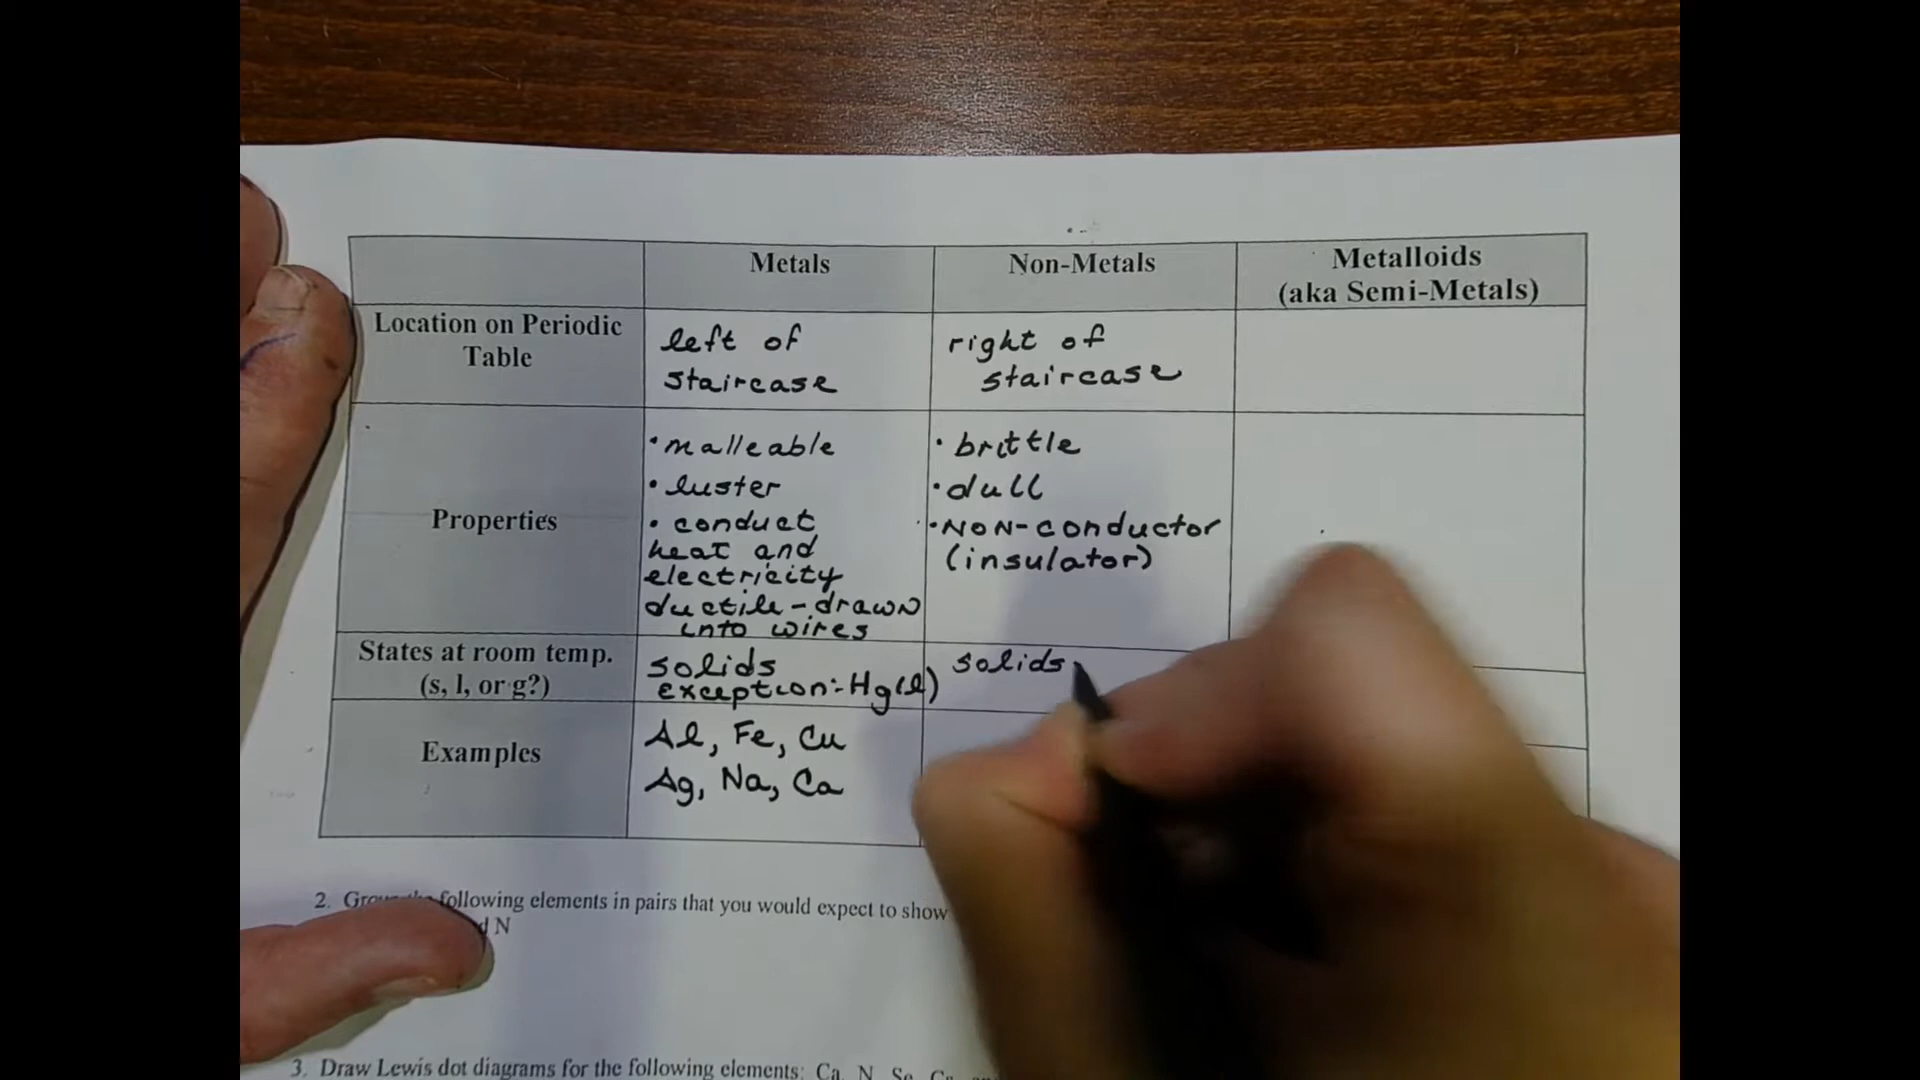 Metals
Non-Metals
Metalloids
(aka Semi-Metals)
Location on Periodic
Table
left of
staircase
right of
staircase
Properties
• malleable
• luster
• conduct
heat and
electricity
ductile - drawn
into wires
• brittle
• dull
• NON-conductor
(insulator)
States at room temp.
(s, l, or g?)
solids
exception:- Hg(l)
solids
Examples
Al, Fe, Cu
Ag, Na, Ca
2. following elements in pairs that you would expect to show
N
3. Draw Lewis dot diagrams for the following elements: Ca, N, Se,